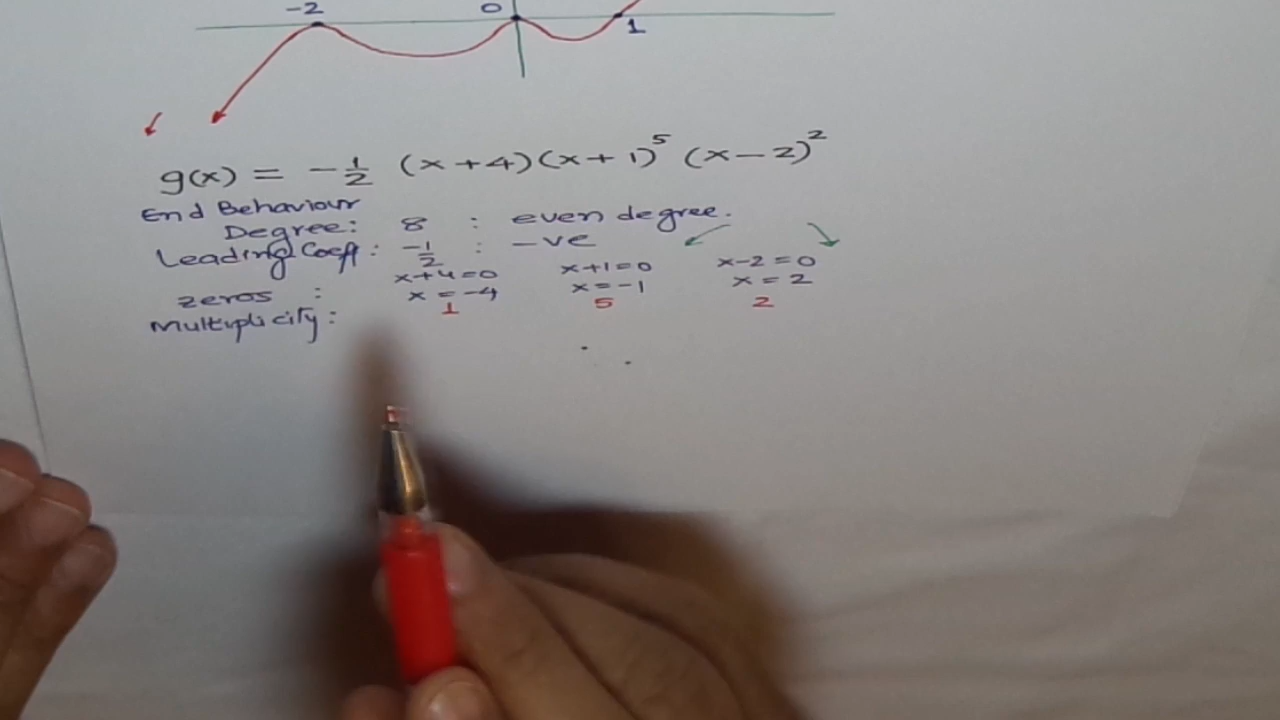 -2 0 1
g(x) = -1/2 (x+4)(x+1)^5 (x-2)^2
End Behaviour
Degree: 8 : even degree.
Leading Coeff: -1/2 : -ve
x+4=0 x+1=0 x-2=0
zeros : x=-4 x=-1 x=2
Multiplicity: 1 5 2